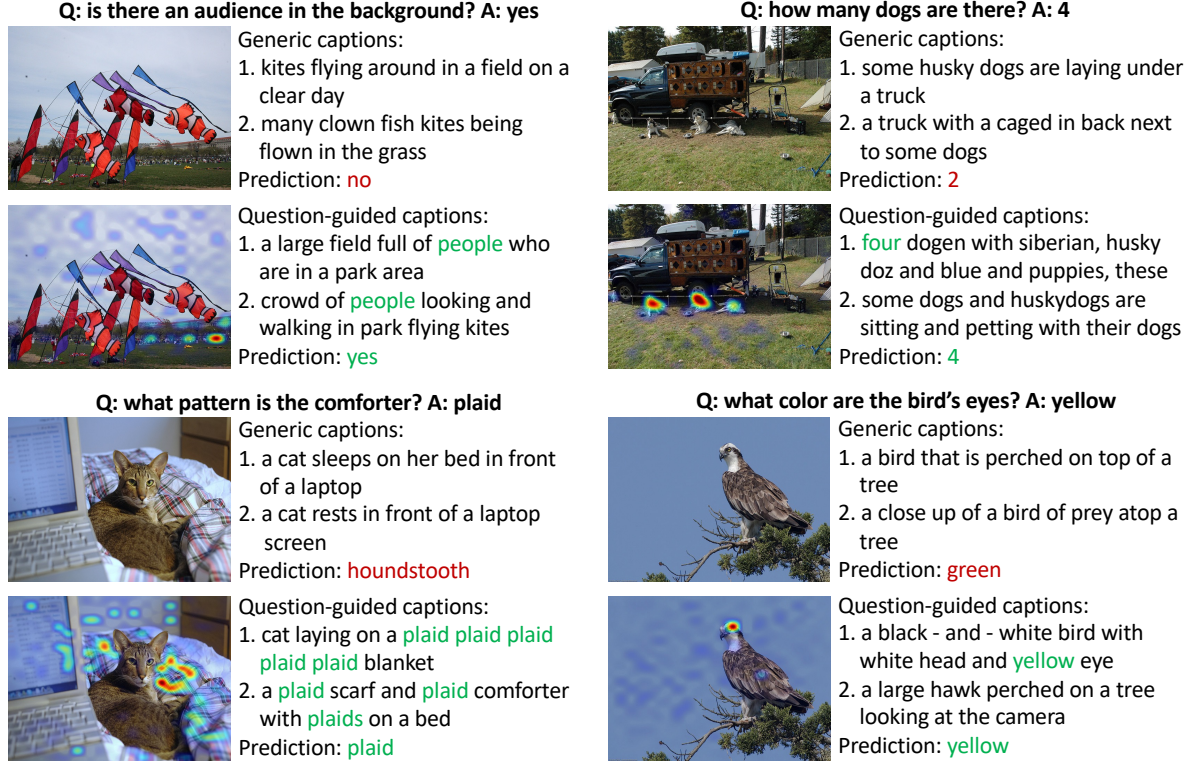 Q: is there an audience in the background? A: yes
Generic captions:
1. kites flying around in a field on a
clear day
2. many clown fish kites being
flown in the grass
Prediction: no
Question-guided captions:
1. a large field full of people who
are in a park area
2. crowd of people looking and
walking in park flying kites
Prediction: yes
Q: how many dogs are there? A: 4
Generic captions:
1. some husky dogs are laying under
a truck
2. a truck with a caged in back next
to some dogs
Prediction: 2
Question-guided captions:
1. four dogen with siberian, husky
doz and blue and puppies, these
2. some dogs and huskydogs are
sitting and petting with their dogs
Prediction: 4
Q: what pattern is the comforter? A: plaid
Generic captions:
1. a cat sleeps on her bed in front
of a laptop
2. a cat rests in front of a laptop
screen
Prediction: houndstooth
Question-guided captions:
1. cat laying on a plaid plaid plaid
plaid plaid blanket
2. a plaid scarf and plaid comforter
with plaids on a bed
Prediction: plaid
Q: what color are the bird's eyes? A: yellow
Generic captions:
1. a bird that is perched on top of a
tree
2. a close up of a bird of prey atop a
tree
Prediction: green
Question-guided captions:
1. a black - and - white bird with
white head and yellow eye
2. a large hawk perched on a tree
looking at the camera
Prediction: yellow